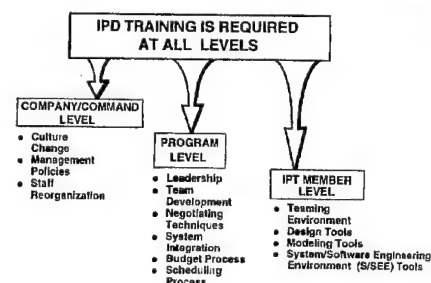 IPD TRAINING IS REQUIRED
AT ALL LEVELS
COMPANY/COMMAND
LEVEL
• Culture
Change
• Management
Policies
• Staff
Reorganization
PROGRAM
LEVEL
• Leadership
• Team
Development
• Negotiating
Techniques
• System
Integration
• Budget Process
• Scheduling
Process
IPT MEMBER
LEVEL
• Teaming
Environment
• Design Tools
• Modeling Tools
• System/Software Engineering
Environment (S/SEE) Tools